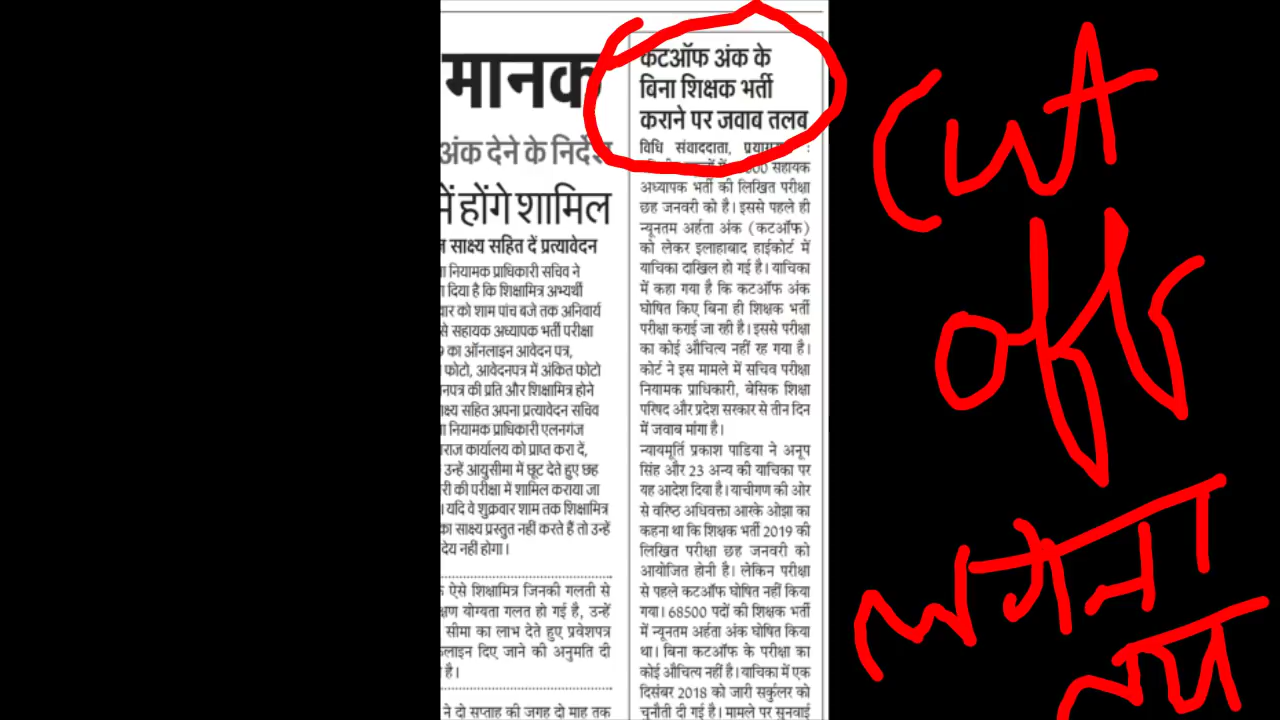 मानक
अंक देने के निर्देश
में होंगे शामिल
साक्ष्य सहित दें प्रत्यावेदन
नियामक प्राधिकारी सचिव ने
दिया है कि शिक्षामित्र अभ्यर्थी
को शाम पांच बजे तक अनिवार्य
से सहायक अध्यापक भर्ती परीक्षा
का ऑनलाइन आवेदन पत्र,
फोटो, आवेदनपत्र में अंकित फोटो
की प्रति और शिक्षामित्र होने
सहित अपना प्रत्यावेदन सचिव
नियामक प्राधिकारी एलनगंज
कार्यालय को प्राप्त करा दें,
उन्हें आयुसीमा में छूट देते हुए छह
की परीक्षा में शामिल कराया जा
। यदि वे शुक्रवार शाम तक शिक्षामित्र
का साक्ष्य प्रस्तुत नहीं करते हैं तो उन्हें
देय नहीं होगा।
ऐसे शिक्षामित्र जिनकी गलती से
योग्यता गलत हो गई है, उन्हें
सीमा का लाभ देते हुए प्रवेशपत्र
दिए जाने की अनुमति दी
है।
ने दो सप्ताह की जगह दो माह तक
कटऑफ अंक के
बिना शिक्षक भर्ती
कराने पर जवाब तलब
विधि संवाददाता, :
सहायक
अध्यापक भर्ती की लिखित परीक्षा
छह जनवरी को है। इससे पहले ही
न्यूनतम अर्हता अंक (कटऑफ)
को लेकर इलाहाबाद हाईकोर्ट में
याचिका दाखिल हो गई है। याचिका
में कहा गया है कि कटऑफ अंक
घोषित किए बिना ही शिक्षक भर्ती
परीक्षा कराई जा रही है। इससे परीक्षा
का कोई औचित्य नहीं रह गया है।
कोर्ट ने इस मामले में सचिव परीक्षा
नियामक प्राधिकारी, बेसिक शिक्षा
परिषद और प्रदेश सरकार से तीन दिन
में जवाब मांगा है।
न्यायमूर्ति प्रकाश पाडिया ने अनूप
सिंह और 23 अन्य की याचिका पर
यह आदेश दिया है। याचीगण की ओर
से वरिष्ठ अधिवक्ता आरके ओझा का
कहना था कि शिक्षक भर्ती 2019 की
लिखित परीक्षा छह जनवरी को
आयोजित होनी है। लेकिन परीक्षा
से पहले कटऑफ घोषित नहीं किया
गया। 68500 पदों की शिक्षक भर्ती
में न्यूनतम अर्हता अंक घोषित किया
था। बिना कटऑफ के परीक्षा का
कोई औचित्य नहीं है। याचिका में एक
दिसंबर 2018 को जारी सर्कुलर को
चुनौती दी गई है। मामले पर सुनवाई
Cut
off
लगना